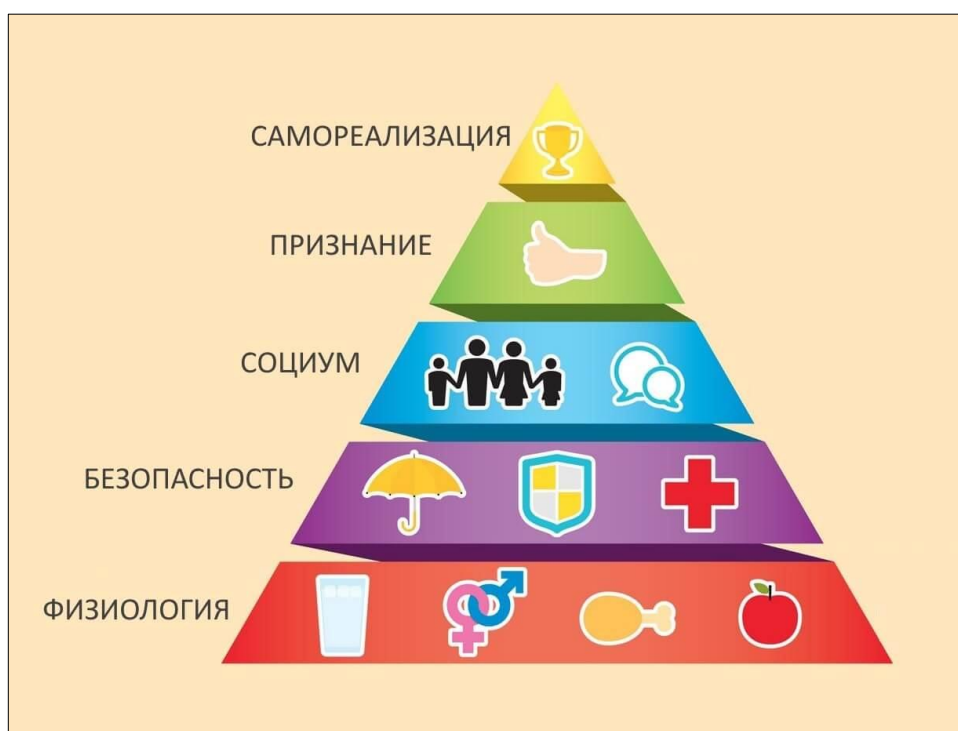 САМОРЕАЛИЗАЦИЯ
ПРИЗНАНИЕ
СОЦИУМ
БЕЗОПАСНОСТЬ
ФИЗИОЛОГИЯ